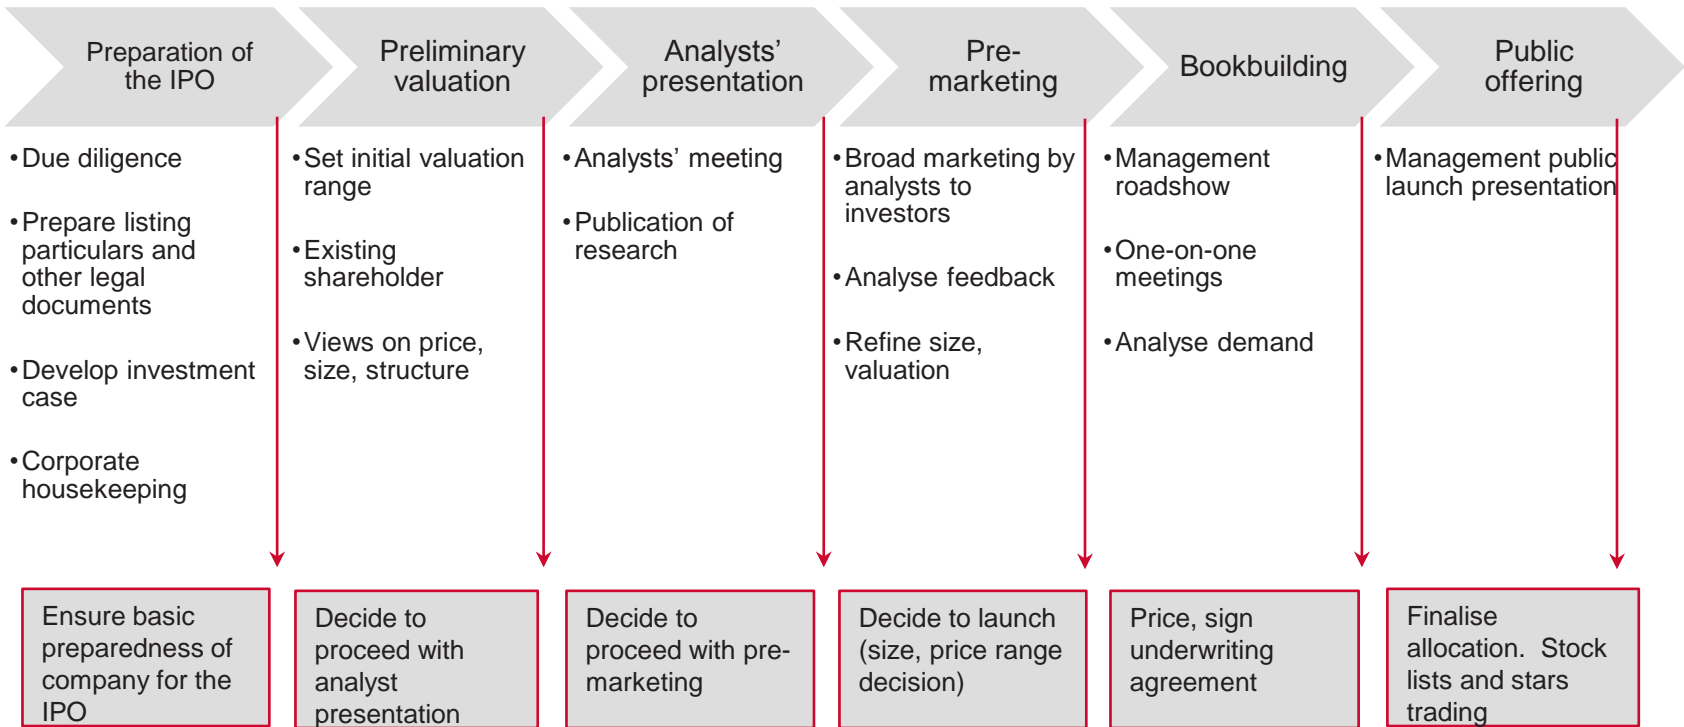 Preparation of
the IPO
Preliminary
valuation
Analysts’
presentation
Pre-
marketing
Bookbuilding
Public
offering
•Due diligence
•Prepare listing
particulars and
other legal
documents
•Develop investment
case
•Corporate
housekeeping
•Set initial valuation
range
•Existing
shareholder
•Views on price,
size, structure
•Analysts’ meeting
•Publication of
research
•Broad marketing by
analysts to
investors
•Analyse feedback
•Refine size,
valuation
•Management
roadshow
•One-on-one
meetings
•Analyse demand
•Management public
launch presentation
Ensure basic
preparedness of
company for the
IPO
Decide to
proceed with
analyst
presentation
Decide to
proceed with pre-
marketing
Decide to launch
(size, price range
decision)
Price, sign
underwriting
agreement
Finalise
allocation.  Stock
lists and stars
trading